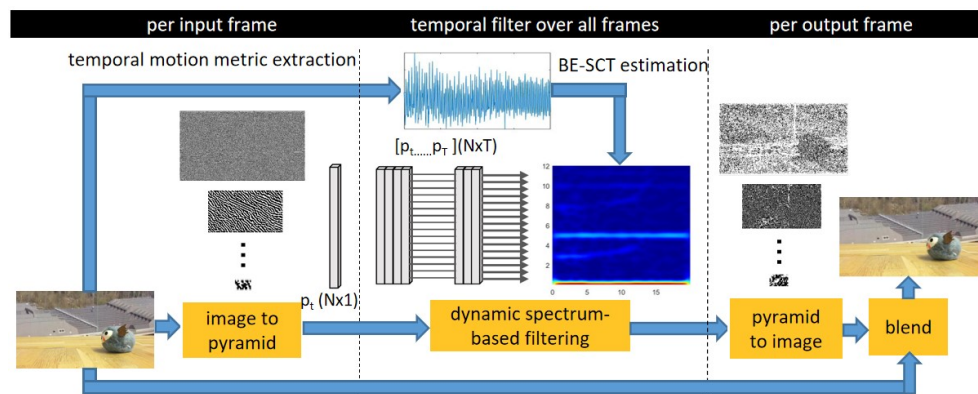 per input frame
temporal filter over all frames
per output frame
temporal motion metric extraction
BE-SCT estimation
[pt......pT ](NxT)
12
10
8
6
4
2
0
5
10
15
pt (Nx1)
image to
pyramid
dynamic spectrum-
based filtering
pyramid
to image
blend